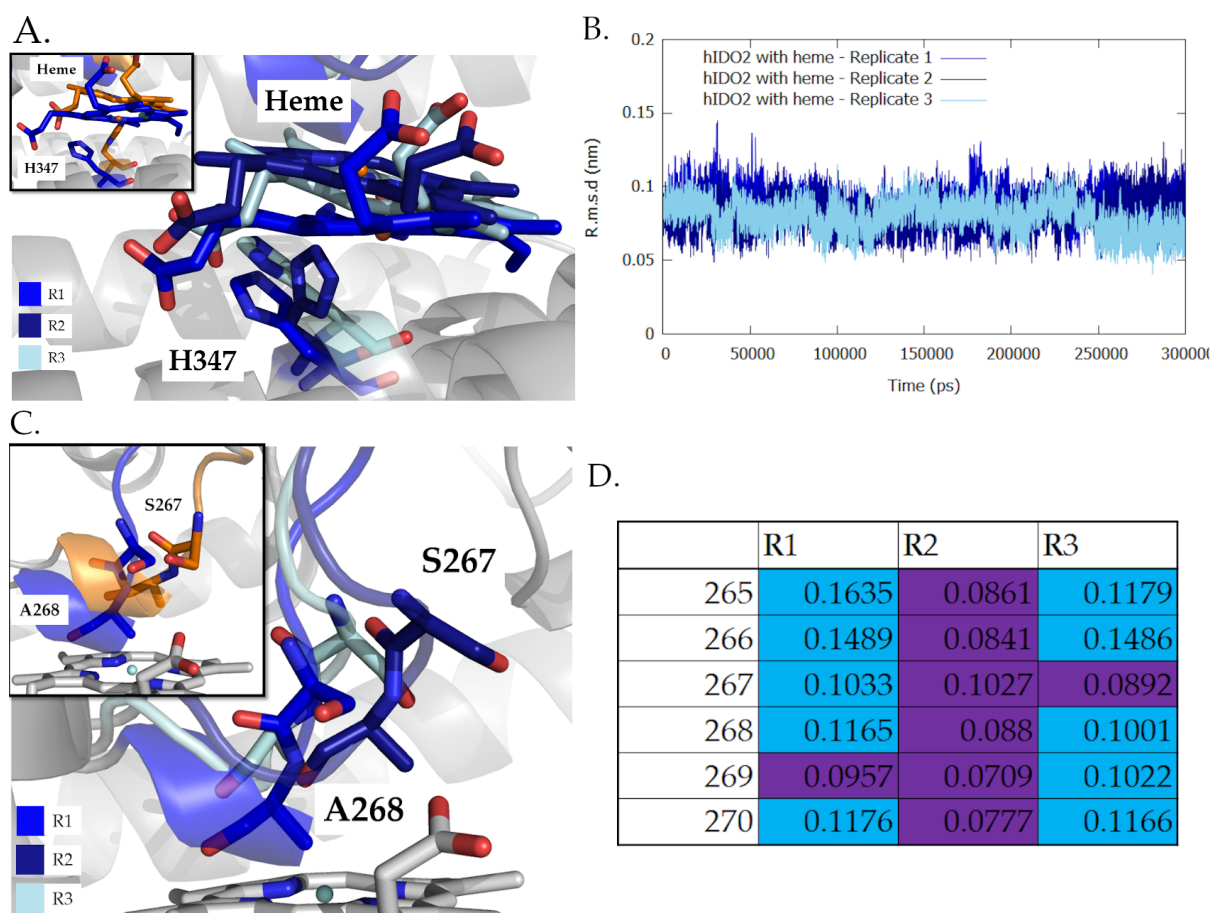 A.
Heme
H347
Heme
H347
R1
R2
R3
B.
0.2
0.15
0.1
0.05
0
R.m.s.d (nm)
hIDO2 with heme - Replicate 1
hIDO2 with heme - Replicate 2
hIDO2 with heme - Replicate 3
0 50000 100000 150000 200000 250000
Time (ps)
C.
S267
A268
S267
A268
R1
R2
R3
D.
R1 R2 R3
265 0.1635 0.0861 0.1179
266 0.1489 0.0841 0.1486
267 0.1033 0.1027 0.0892
268 0.1165 0.088 0.1001
269 0.0957 0.0709 0.1022
270 0.1176 0.0777 0.1166